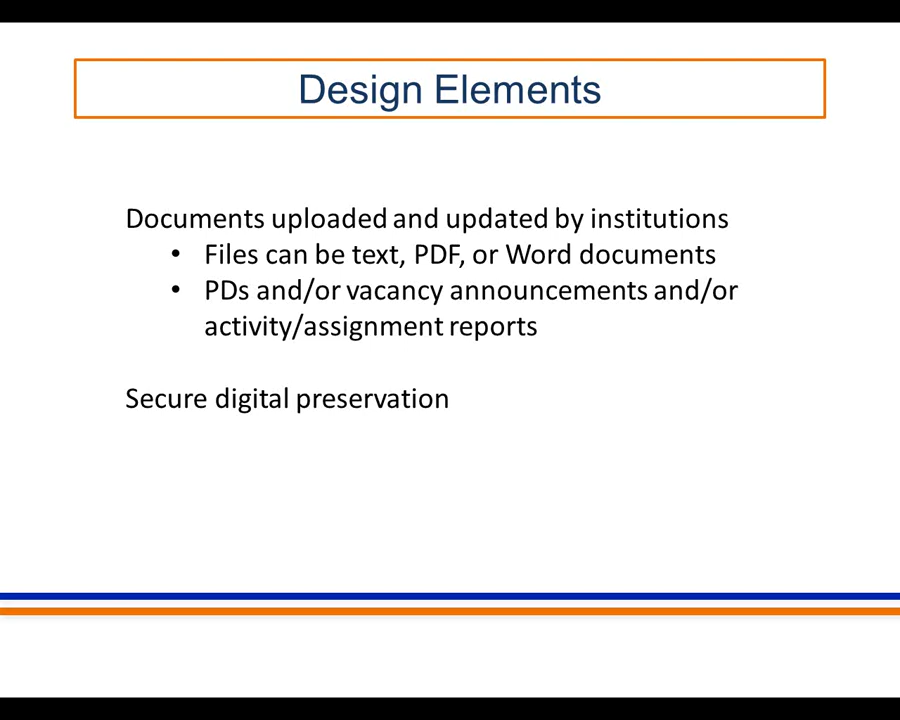 Design Elements
Documents uploaded and updated by institutions
• Files can be text, PDF, or Word documents
• PDs and/or vacancy announcements and/or
activity/assignment reports
Secure digital preservation